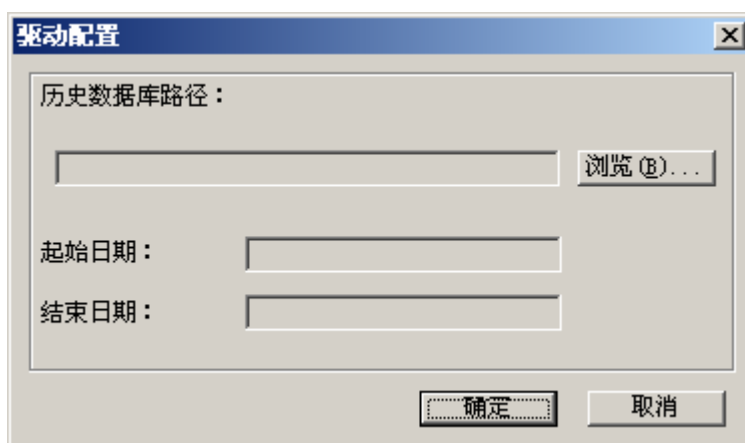 驱动配置
历史数据库路径：
浏览(B)...
起始日期：
结束日期：
确定 取消